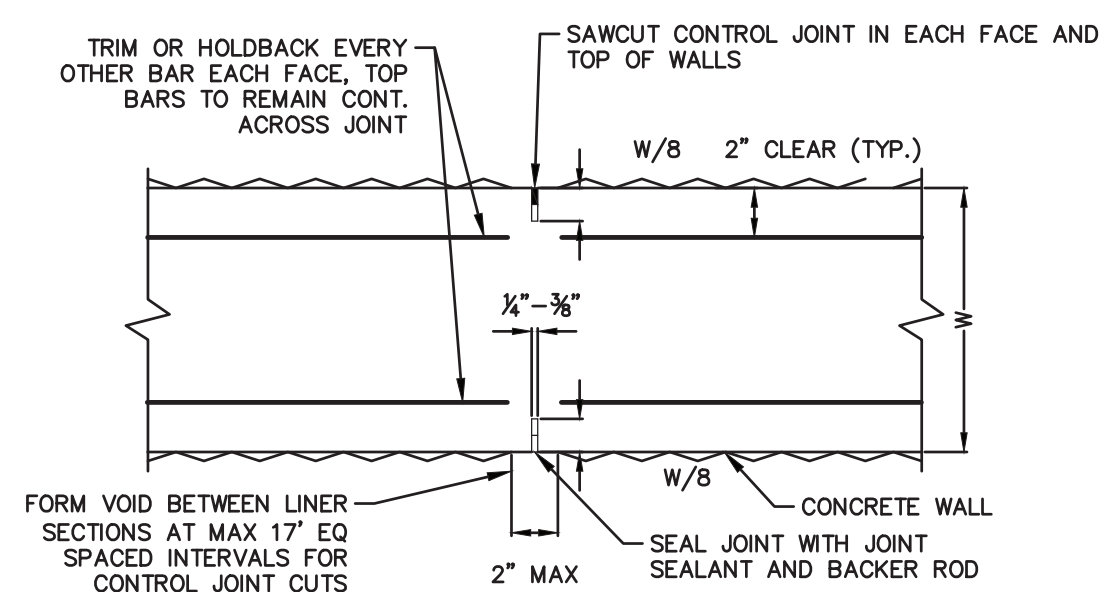 TRIM OR HOLDBACK EVERY
OTHER BAR EACH FACE, TOP
BARS TO REMAIN CONT.
ACROSS JOINT
SAWCUT CONTROL JOINT IN EACH FACE AND
TOP OF WALLS
W/8
2" CLEAR (TYP.)
1/4"-3/8"
W
W/8
FORM VOID BETWEEN LINER
SECTIONS AT MAX 17' EQ
SPACED INTERVALS FOR
CONTROL JOINT CUTS
2" MAX
CONCRETE WALL
SEAL JOINT WITH JOINT
SEALANT AND BACKER ROD